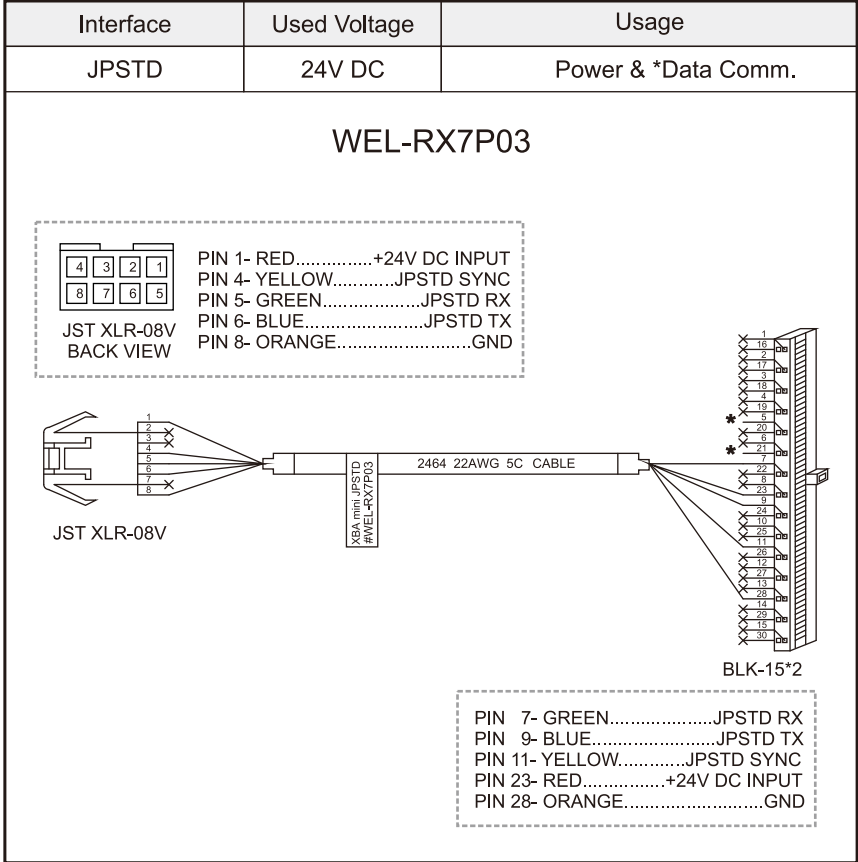 Interface Used Voltage Usage
JPSTD 24V DC Power & *Data Comm.
WEL-RX7P03
4 3 2 1
8 7 6 5
JST XLR-08V
BACK VIEW
PIN 1- RED..............+24V DC INPUT
PIN 4- YELLOW............JPSTD SYNC
PIN 5- GREEN....................JPSTD RX
PIN 6- BLUE........................JPSTD TX
PIN 8- ORANGE...........................GND
1
2
3
4
5
6
7
8
JST XLR-08V
XBA mini JPSTD
#WEL-RX7P03
2464 22AWG 5C CABLE
1
16
2
17
3
18
4
19
* 5
20
6
* 21
7
22
8
23
9
24
10
25
11
26
12
27
13
28
14
29
15
30
BLK-15*2
PIN 7- GREEN....................JPSTD RX
PIN 9- BLUE........................JPSTD TX
PIN 11- YELLOW.............JPSTD SYNC
PIN 23- RED...............+24V DC INPUT
PIN 28- ORANGE...........................GND